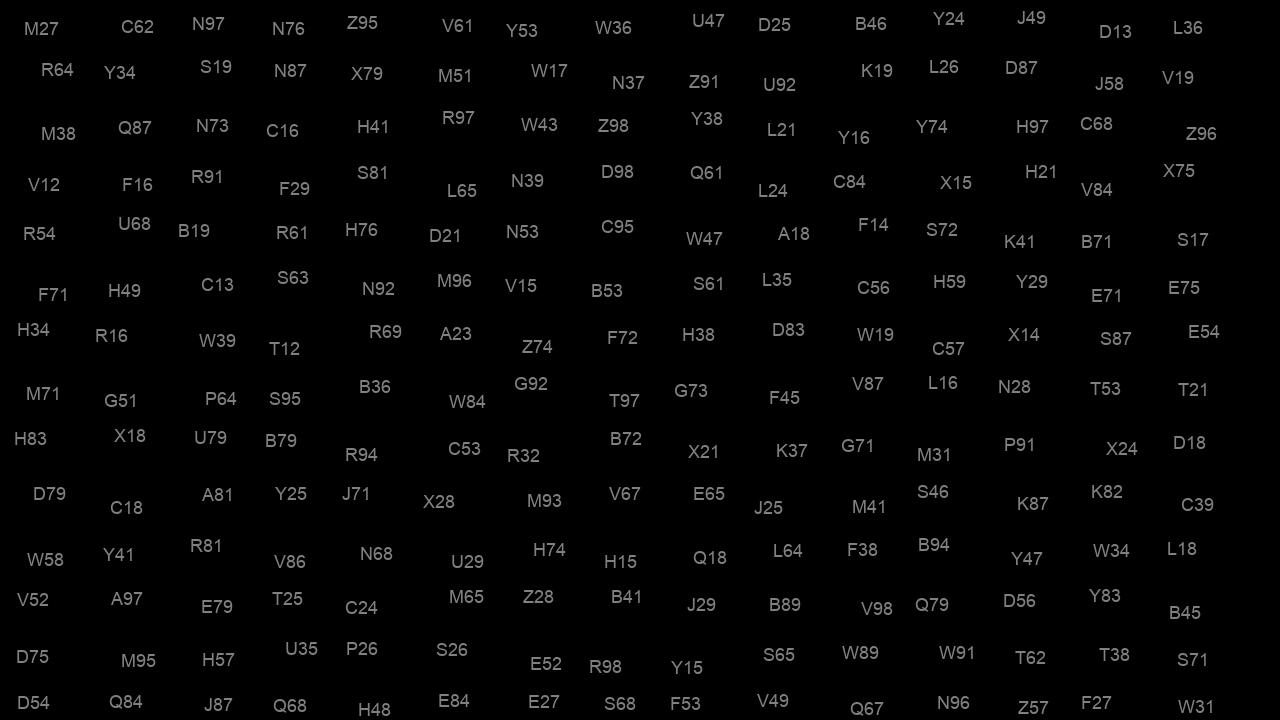 M27 C62 N97 N76 Z95 V61 Y53 W36 U47 D25 B46 Y24 J49 D13 L36
R64 Y34 S19 N87 X79 M51 W17 N37 Z91 U92 K19 L26 D87 J58 V19
M38 Q87 N73 C16 H41 R97 W43 Z98 Y38 L21 Y16 Y74 H97 C68 Z96
V12 F16 R91 F29 S81 L65 N39 D98 Q61 L24 C84 X15 H21 V84 X75
R54 U68 B19 R61 H76 D21 N53 C95 W47 A18 F14 S72 K41 B71 S17
F71 H49 C13 S63 N92 M96 V15 B53 S61 L35 C56 H59 Y29 E71 E75
H34 R16 W39 T12 R69 A23 Z74 F72 H38 D83 W19 C57 X14 S87 E54
M71 G51 P64 S95 B36 W84 G92 T97 G73 F45 V87 L16 N28 T53 T21
H83 X18 U79 B79 R94 C53 R32 B72 X21 K37 G71 M31 P91 X24 D18
D79 C18 A81 Y25 J71 X28 M93 V67 E65 J25 M41 S46 K87 K82 C39
W58 Y41 R81 V86 N68 U29 H74 H15 Q18 L64 F38 B94 Y47 W34 L18
V52 A97 E79 T25 C24 M65 Z28 B41 J29 B89 V98 Q79 D56 Y83 B45
D75 M95 H57 U35 P26 S26 E52 R98 Y15 S65 W89 W91 T62 T38 S71
D54 Q84 J87 Q68 H48 E84 E27 S68 F53 V49 Q67 N96 Z57 F27 W31